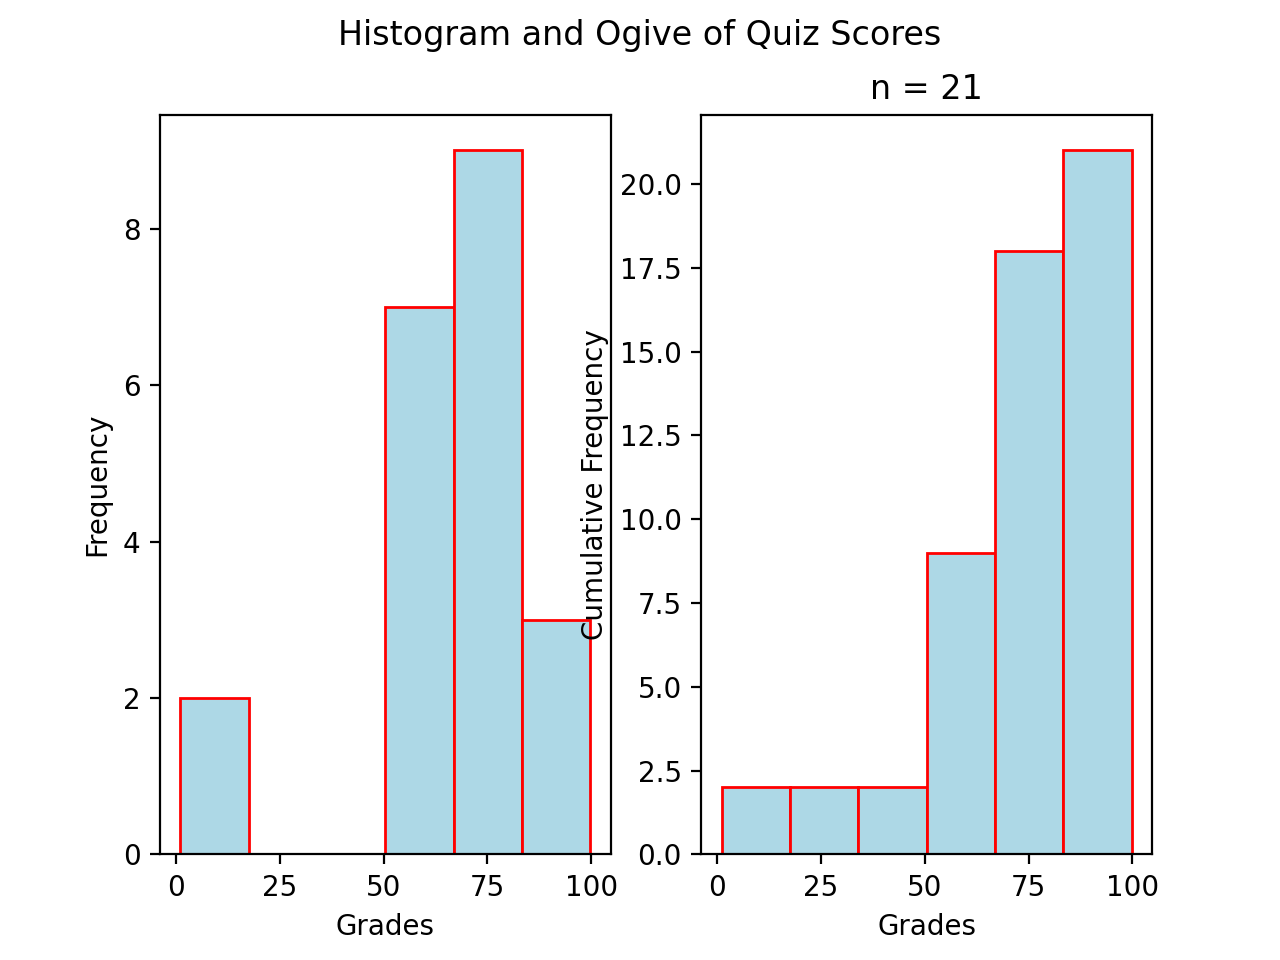 Histogram and Ogive of Quiz Scores
8
6
4
2
0
Frequency
0 25 50 75 100
Grades
n = 21
20.0
17.5
15.0
12.5
10.0
7.5
5.0
2.5
0.0
Cumulative Frequency
0 25 50 75 100
Grades